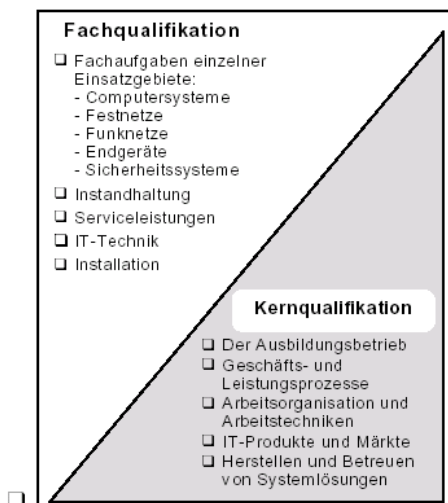 Fachqualifikation
❑ Fachaufgaben einzelner
Einsatzgebiete:
- Computersysteme
- Festnetze
- Funknetze
- Endgeräte
- Sicherheitssysteme
❑ Instandhaltung
❑ Serviceleistungen
❑ IT-Technik
❑ Installation
Kernqualifikation
❑ Der Ausbildungsbetrieb
❑ Geschäfts- und
Leistungsprozesse
❑ Arbeitsorganisation und
Arbeitstechniken
❑ IT-Produkte und Märkte
❑ Herstellen und Betreuen
von Systemlösungen
❑